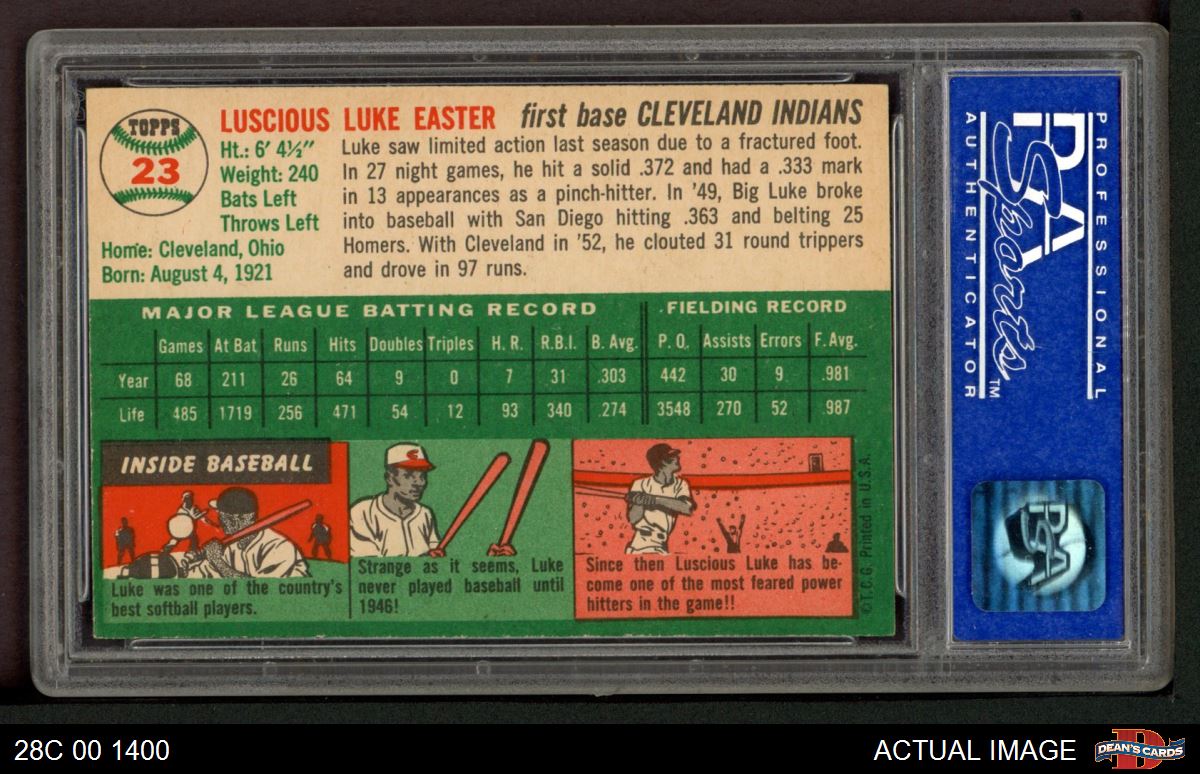 TOPPS
23
LUSCIOUS LUKE EASTER first base CLEVELAND INDIANS
Ht.: 6' 4½"
Weight: 240
Bats Left
Throws Left
Home: Cleveland, Ohio
Born: August 4, 1921
Luke saw limited action last season due to a fractured foot.
In 27 night games, he hit a solid .372 and had a .333 mark
in 13 appearances as a pinch-hitter. In '49, Big Luke broke
into baseball with San Diego hitting .363 and belting 25
Homers. With Cleveland in '52, he clouted 31 round trippers
and drove in 97 runs.
MAJOR LEAGUE BATTING RECORD FIELDING RECORD
Games At Bat Runs Hits Doubles Triples H. R. R.B.I. B. Avg. P. O. Assists Errors F. Avg.
Year 68 211 26 64 9 0 7 31 .303 442 30 9 .981
Life 485 1719 256 471 54 12 93 340 .274 3548 270 52 .987
INSIDE BASEBALL
Luke was one of the country's
best softball players.
Strange as it seems, Luke
never played baseball until
1946!
Since then Luscious Luke has be-
come one of the most feared power
hitters in the game!!
©T.C.G. Printed in U.S.A.
PROFESSIONAL
PSA
Sports™
AUTHENTICATOR
PSA
28C 00 1400
ACTUAL IMAGE
DEAN'S CARDS